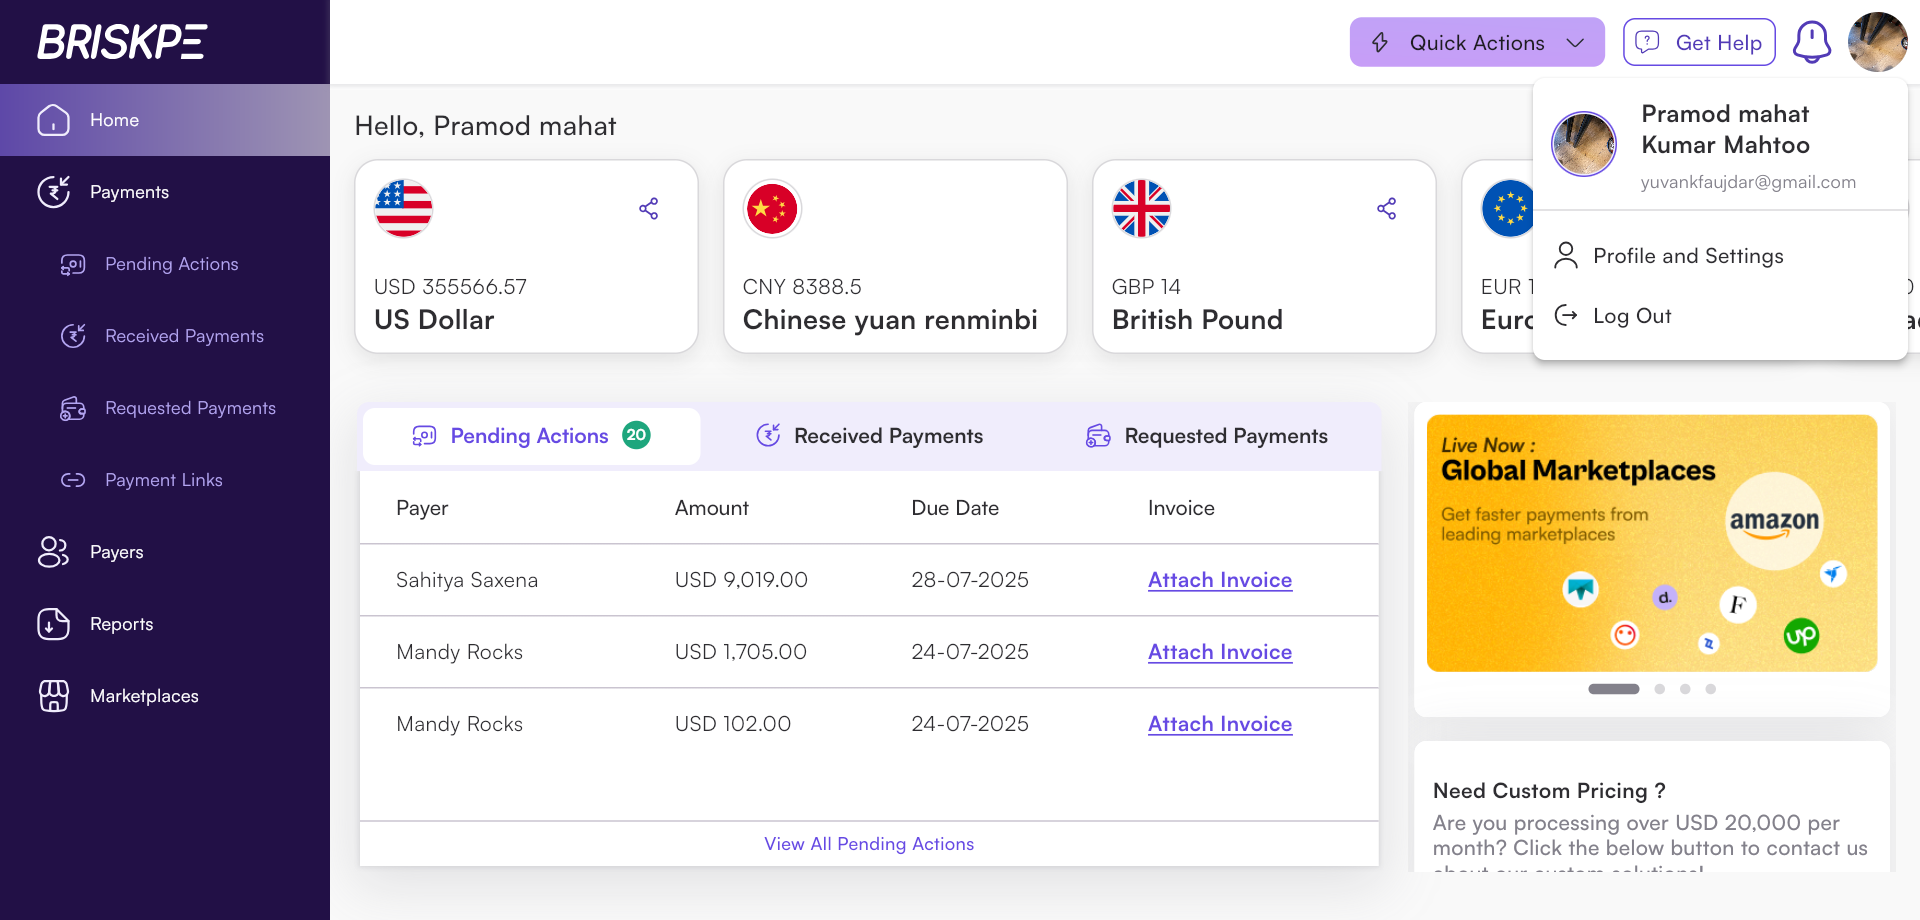 BRISKPE
Quick Actions
Get Help
Home
Payments
Pending Actions
Received Payments
Requested Payments
Payment Links
Payers
Reports
Marketplaces
Hello, Pramod mahat
Pramod mahat
Kumar Mahtoo
yuvankfaujdar@gmail.com
Profile and Settings
Log Out
USD 355566.57
US Dollar
CNY 8388.5
Chinese yuan renminbi
GBP 14
British Pound
EUR
Pending Actions 20
Received Payments
Requested Payments
Payer Amount Due Date Invoice
Sahitya Saxena USD 9,019.00 28-07-2025 Attach Invoice
Mandy Rocks USD 1,705.00 24-07-2025 Attach Invoice
Mandy Rocks USD 102.00 24-07-2025 Attach Invoice
View All Pending Actions
Live Now :
Global Marketplaces
Get faster payments from
leading marketplaces
amazon
d.
F
up
Need Custom Pricing ?
Are you processing over USD 20,000 per
month? Click the below button to contact us
about our custom solutions!